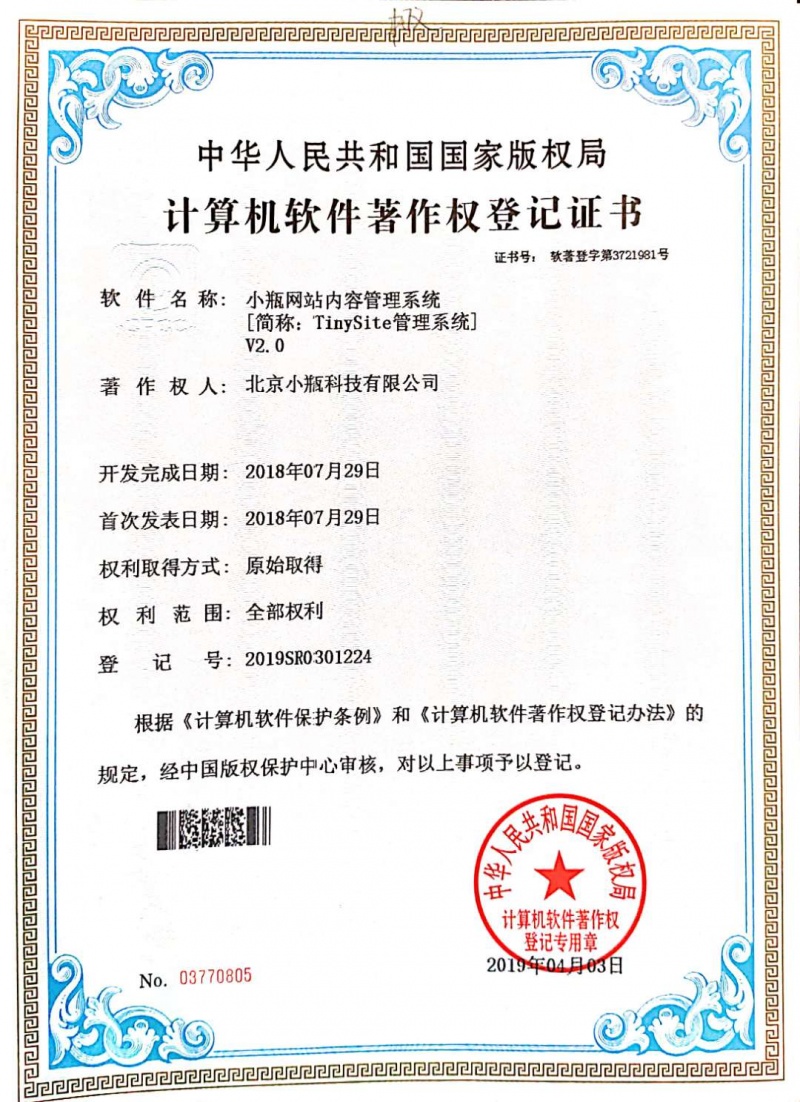 中华人民共和国国家版权局
计算机软件著作权登记证书
证书号： 软著登字第3721981号
软件名称： 小瓶网站内容管理系统
[简称：TinySite管理系统]
V2.0
著作权人： 北京小瓶科技有限公司
开发完成日期： 2018年07月29日
首次发表日期： 2018年07月29日
权利取得方式： 原始取得
权利范围： 全部权利
登记号： 2019SR0301224
根据《计算机软件保护条例》和《计算机软件著作权登记办法》的
规定，经中国版权保护中心审核，对以上事项予以登记。
中华人民共和国国家版权局
计算机软件著作权
登记专用章
2019年04月03日
No. 03770805